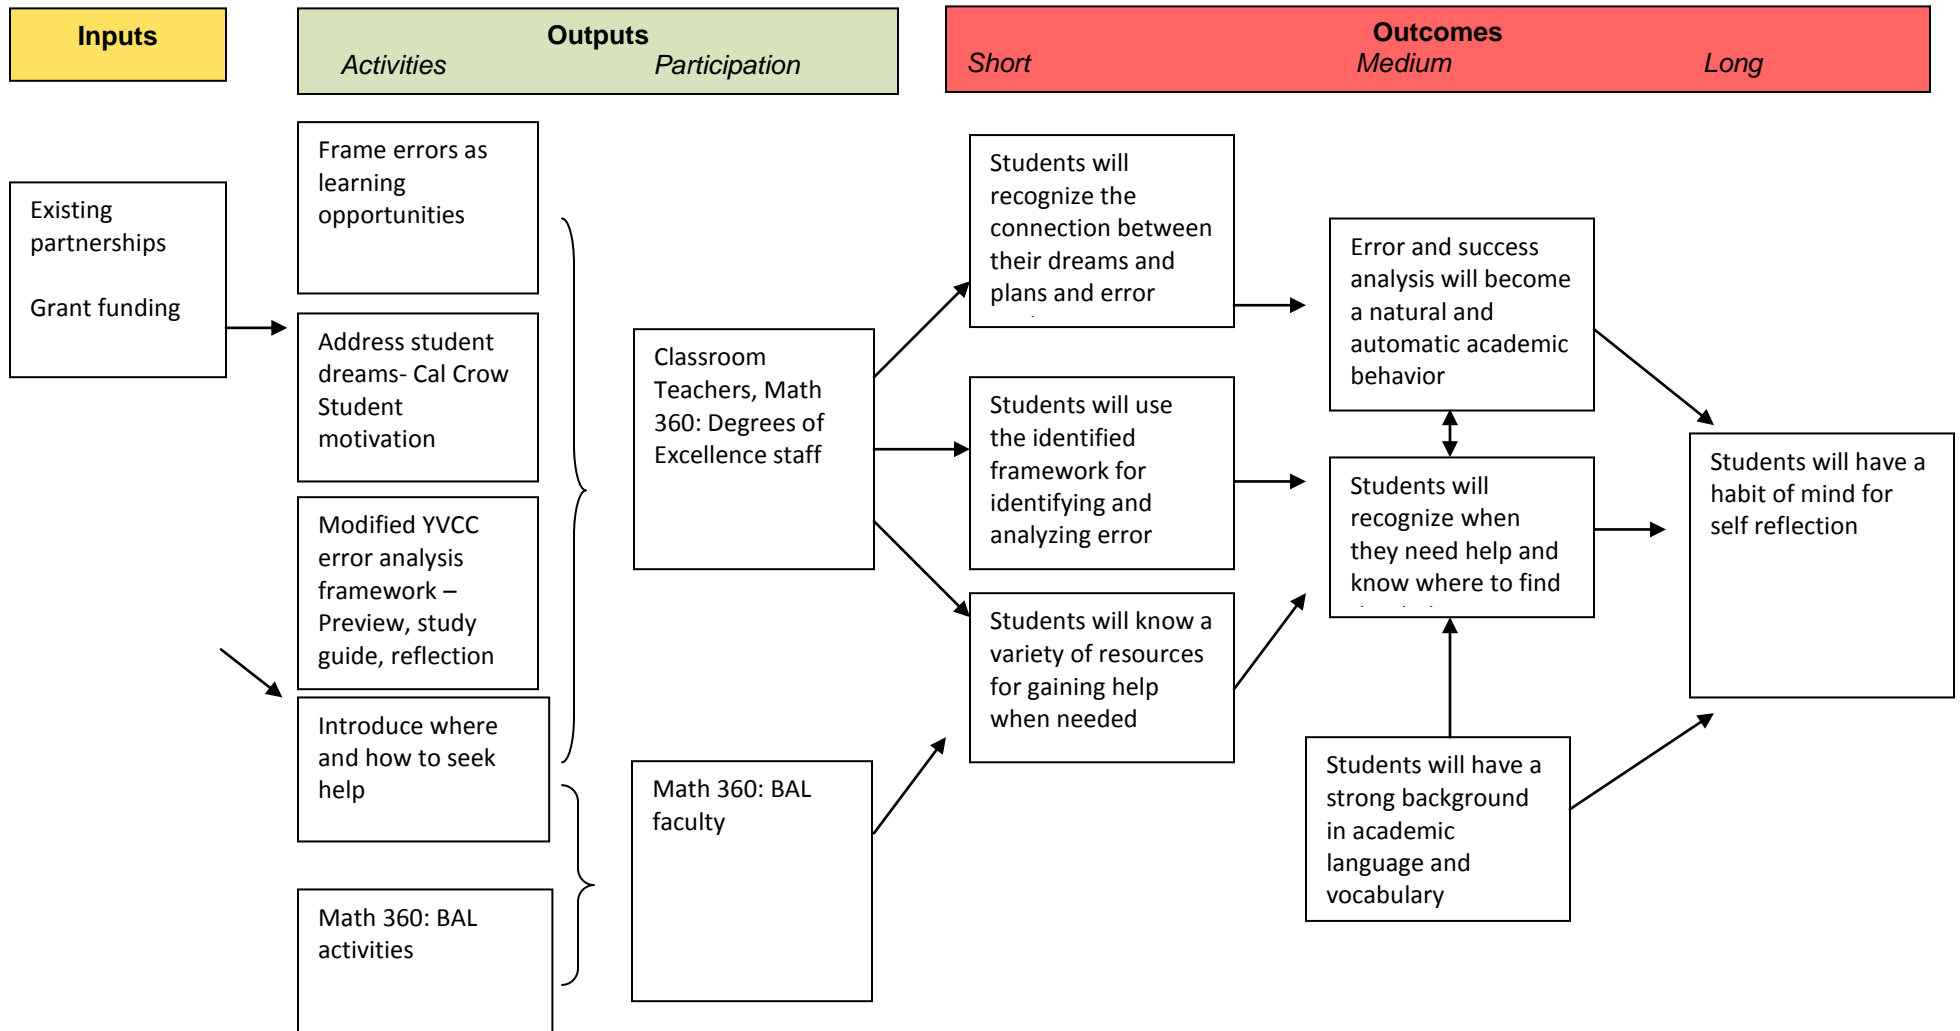 Inputs
Outputs
Activities
Participation
Outcomes
Short
Medium
Long
Existing
partnerships
Grant funding
Frame errors as
learning
opportunities
Address student
dreams- Cal Crow
Student
motivation
Modified YVCC
error analysis
framework –
Preview, study
guide, reflection
Introduce where
and how to seek
help
Math 360: BAL
activities
Classroom
Teachers, Math
360: Degrees of
Excellence staff
Math 360: BAL
faculty
Students will
recognize the
connection between
their dreams and
plans and error
Students will use
the identified
framework for
identifying and
analyzing error
Students will know a
variety of resources
for gaining help
when needed
Error and success
analysis will become
a natural and
automatic academic
behavior
Students will
recognize when
they need help and
know where to find
Students will have a
strong background
in academic
language and
vocabulary
Students will have a
habit of mind for
self reflection